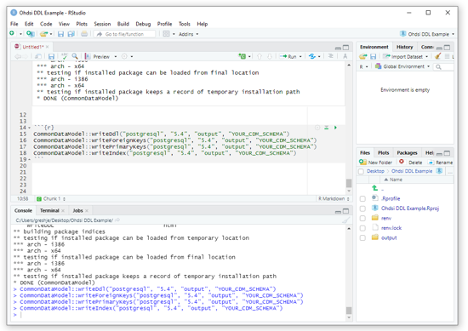 Ohdsi DDL Example - RStudio
File Edit Code View Plots Session Build Debug Profile Tools Help
Go to file/function
Addins
Ohdsi DDL Example
Untitled1*
Preview
Run
*** arch - x64
** testing if installed package can be loaded from final location
*** arch - i386
*** arch - x64
** testing if installed package keeps a record of temporary installation path
* DONE (CommonDataModel)
12
13
14 ```{r}
15 CommonDataModel::writeDdl("postgresql", "5.4", "output", "YOUR_CDM_SCHEMA")
16 CommonDataModel::writeForeignKeys("postgresql", "5.4", "output", "YOUR_CDM_SCHEMA")
17 CommonDataModel::writePrimaryKeys("postgresql", "5.4", "output", "YOUR_CDM_SCHEMA")
18 CommonDataModel::writeIndex("postgresql", "5.4", "output", "YOUR_CDM_SCHEMA")
19 ```
20
21
22
23
24
Chunk 1
R Markdown
Console Terminal Jobs
C:/Users/ /Desktop/Ohdsi DDL Example/
** building package indices
** testing if installed package can be loaded from temporary location
*** arch - i386
*** arch - x64
** testing if installed package can be loaded from final location
*** arch - i386
*** arch - x64
** testing if installed package keeps a record of temporary installation path
* DONE (CommonDataModel)
> CommonDataModel::writeDdl("postgresql", "5.4", "output", "YOUR_CDM_SCHEMA")
> CommonDataModel::writeForeignKeys("postgresql", "5.4", "output", "YOUR_CDM_SCHEMA")
> CommonDataModel::writePrimaryKeys("postgresql", "5.4", "output", "YOUR_CDM_SCHEMA")
> CommonDataModel::writeIndex("postgresql", "5.4", "output", "YOUR_CDM_SCHEMA")
>
Environment History Conn
Import Dataset
R Global Environment
Environment is empty
Files Plots Packages Hel
New Folder Delete Rename
Desktop Ohdsi DDL Example
Name
..
.Rprofile
Ohdsi DDL Example.Rproj
renv
renv.lock
output